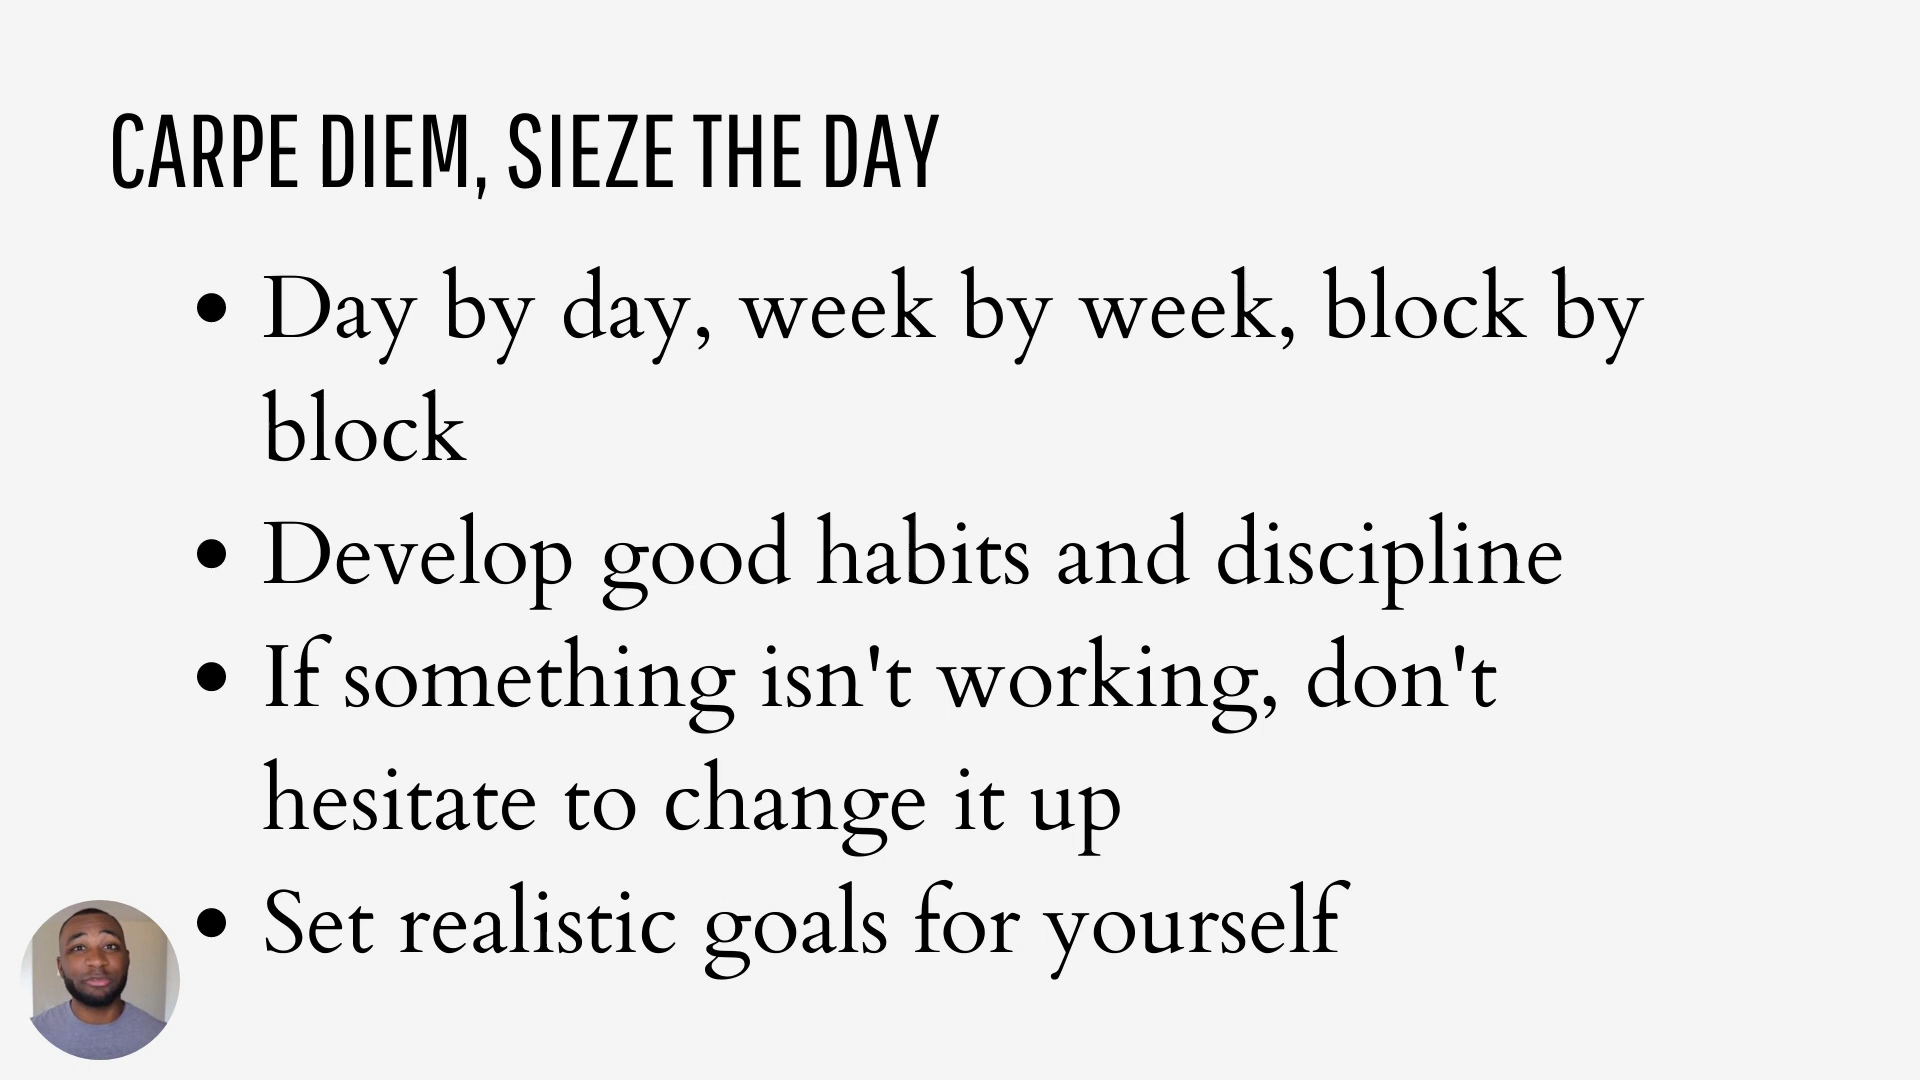 CARPE DIEM, SIEZE THE DAY
• Day by day, week by week, block by
block
• Develop good habits and discipline
• If something isn't working, don't
hesitate to change it up
• Set realistic goals for yourself